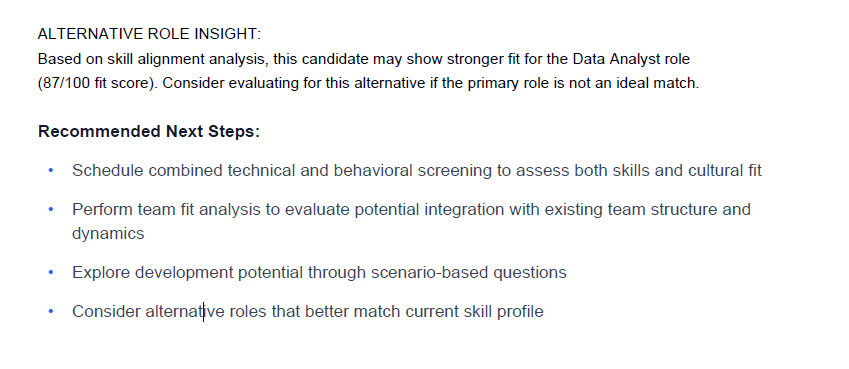 ALTERNATIVE ROLE INSIGHT:
Based on skill alignment analysis, this candidate may show stronger fit for the Data Analyst role
(87/100 fit score). Consider evaluating for this alternative if the primary role is not an ideal match.
Recommended Next Steps:
• Schedule combined technical and behavioral screening to assess both skills and cultural fit
• Perform team fit analysis to evaluate potential integration with existing team structure and
dynamics
• Explore development potential through scenario-based questions
• Consider alternative roles that better match current skill profile